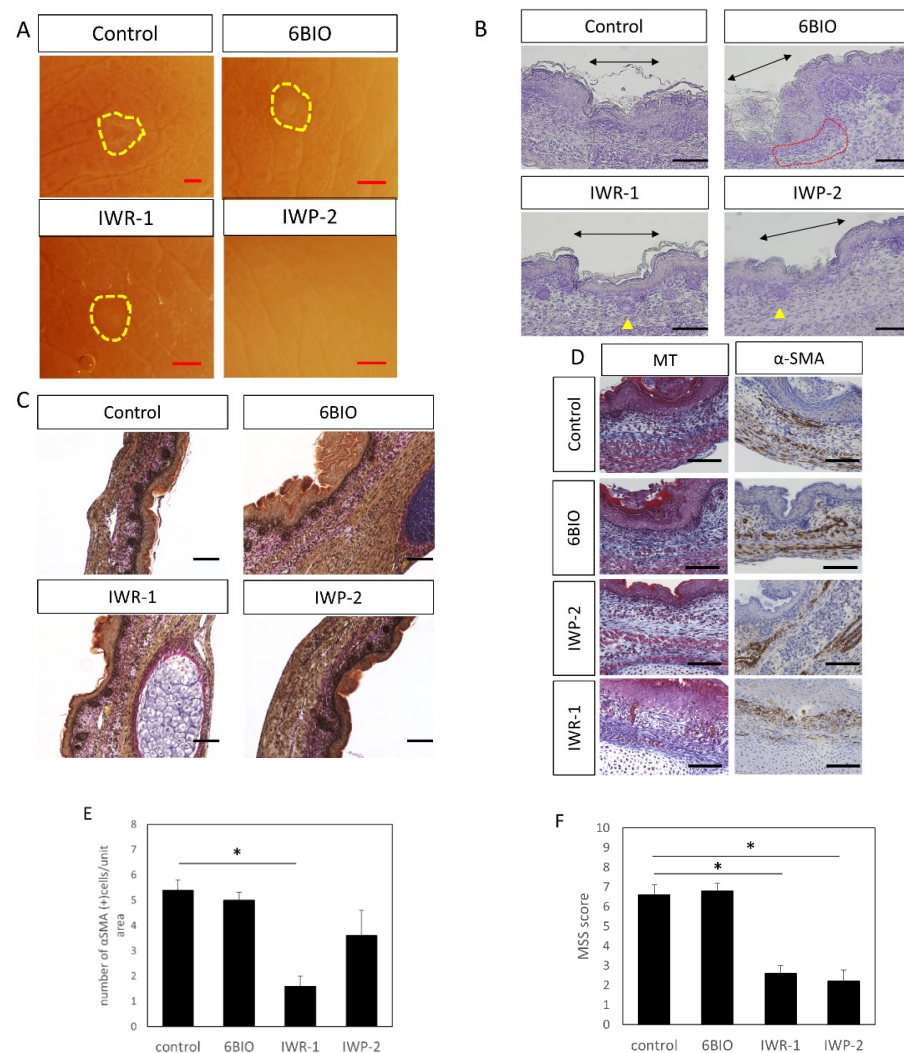 A
Control
6BIO
IWR-1
IWP-2
B
Control
6BIO
IWR-1
IWP-2
C
Control
6BIO
IWR-1
IWP-2
D
MT
α-SMA
Control
6BIO
IWP-2
IWR-1
E
number of αSMA (+)cells/unit
area
8
7
6
5
4
3
2
1
0
*
control
6BIO
IWR-1
IWP-2
F
MSS score
10
9
8
7
6
5
4
3
2
1
0
*
*
control
6BIO
IWR-1
IWP-2